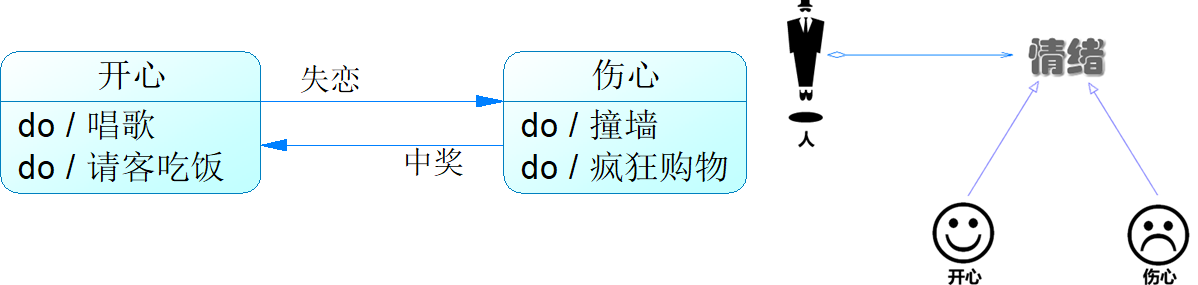 开心
do / 唱歌
do / 请客吃饭
失恋
中奖
伤心
do / 撞墙
do / 疯狂购物
人
情绪
开心
伤心